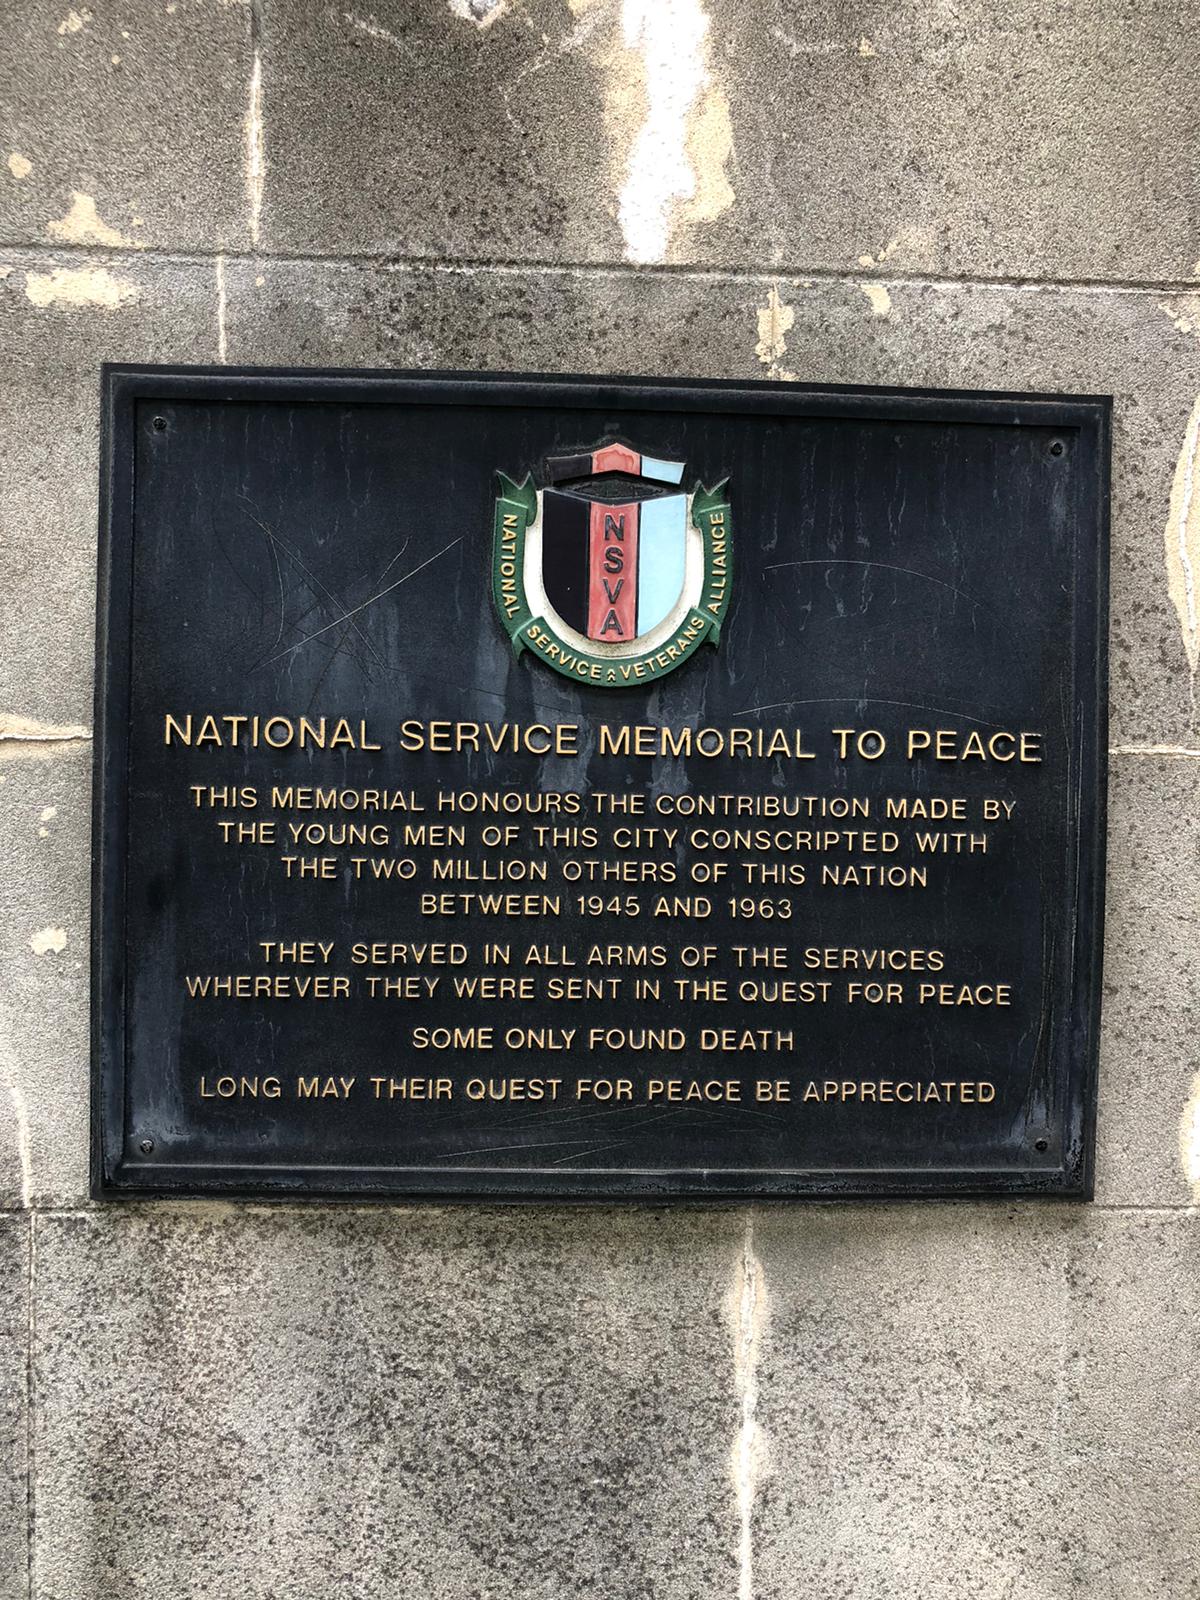 NSVA
NATIONAL SERVICE VETERANS ALLIANCE
NATIONAL SERVICE MEMORIAL TO PEACE
THIS MEMORIAL HONOURS THE CONTRIBUTION MADE BY
THE YOUNG MEN OF THIS CITY CONSCRIPTED WITH
THE TWO MILLION OTHERS OF THIS NATION
BETWEEN 1945 AND 1963
THEY SERVED IN ALL ARMS OF THE SERVICES
WHEREVER THEY WERE SENT IN THE QUEST FOR PEACE
SOME ONLY FOUND DEATH
LONG MAY THEIR QUEST FOR PEACE BE APPRECIATED